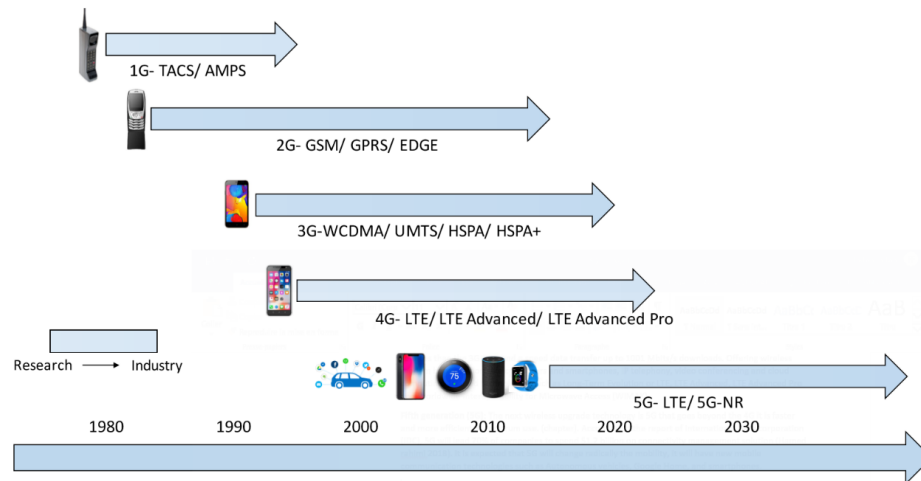 1G- TACS/ AMPS
2G- GSM/ GPRS/ EDGE
3G-WCDMA/ UMTS/ HSPA/ HSPA+
4G- LTE/ LTE Advanced/ LTE Advanced Pro
Research Industry
75
5G- LTE/ 5G-NR
1980 1990 2000 2010 2020 2030